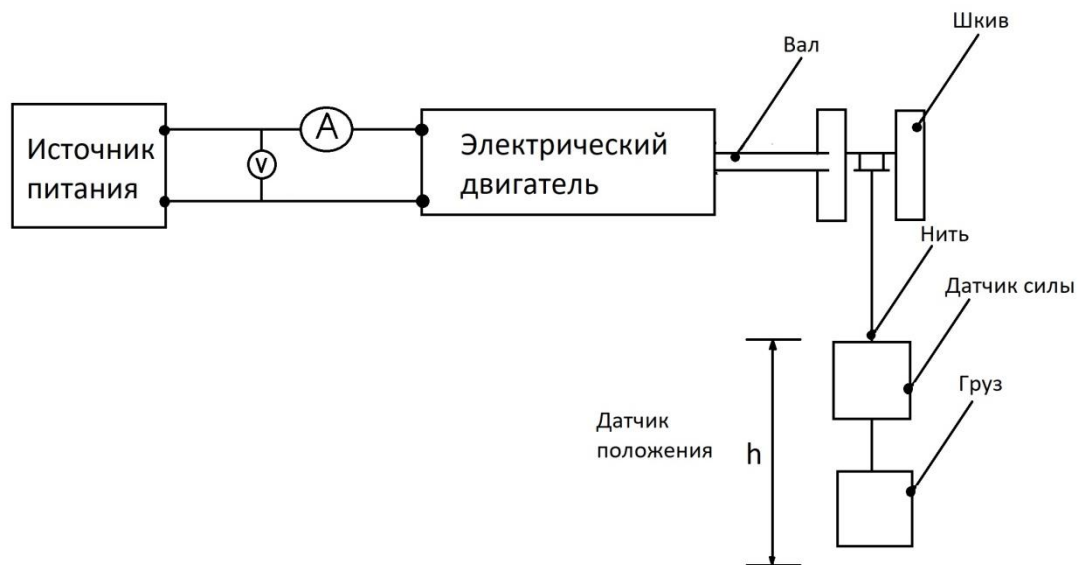 Шкив
Вал
Источник
питания
A
V
Электрический
двигатель
Нить
Датчик силы
Груз
Датчик
положения
h